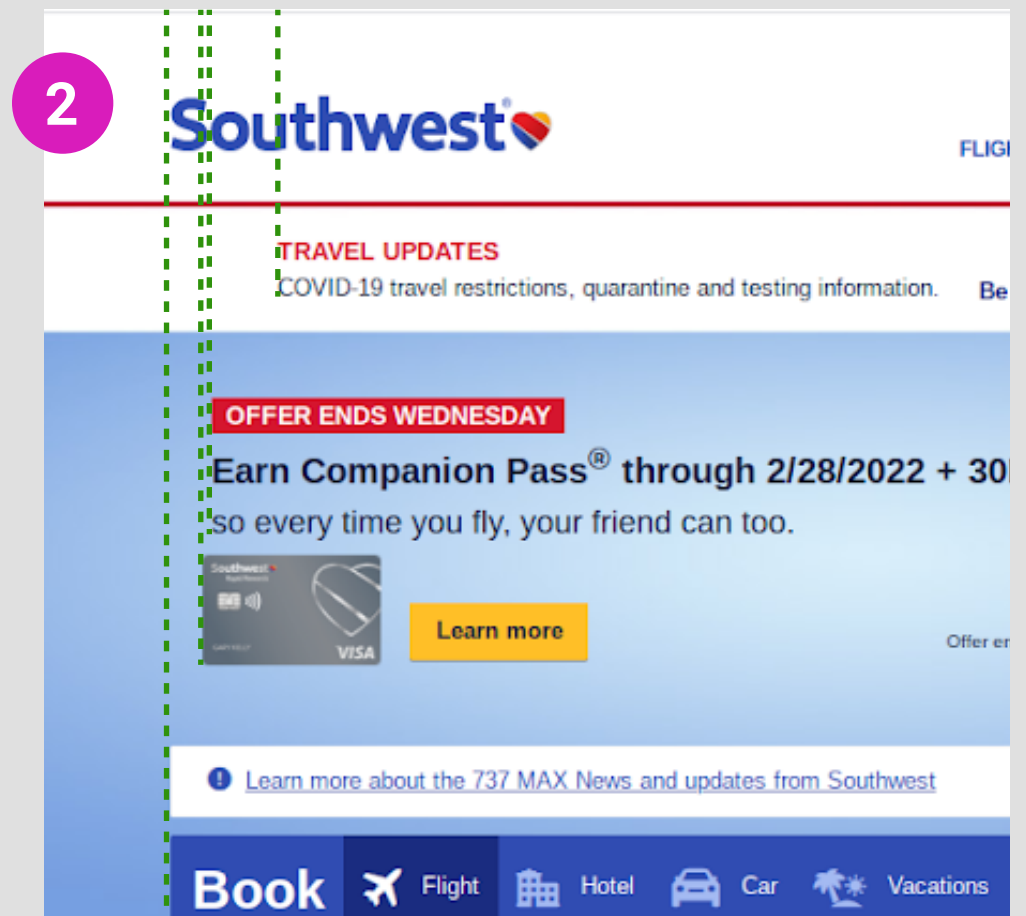 2
Southwest®
FLIG
TRAVEL UPDATES
COVID-19 travel restrictions, quarantine and testing information.
Be
OFFER ENDS WEDNESDAY
Earn Companion Pass® through 2/28/2022 + 30
so every time you fly, your friend can too.
Southwest
VISA
Learn more
Offer en
Learn more about the 737 MAX News and updates from Southwest
Book
Flight
Hotel
Car
Vacations